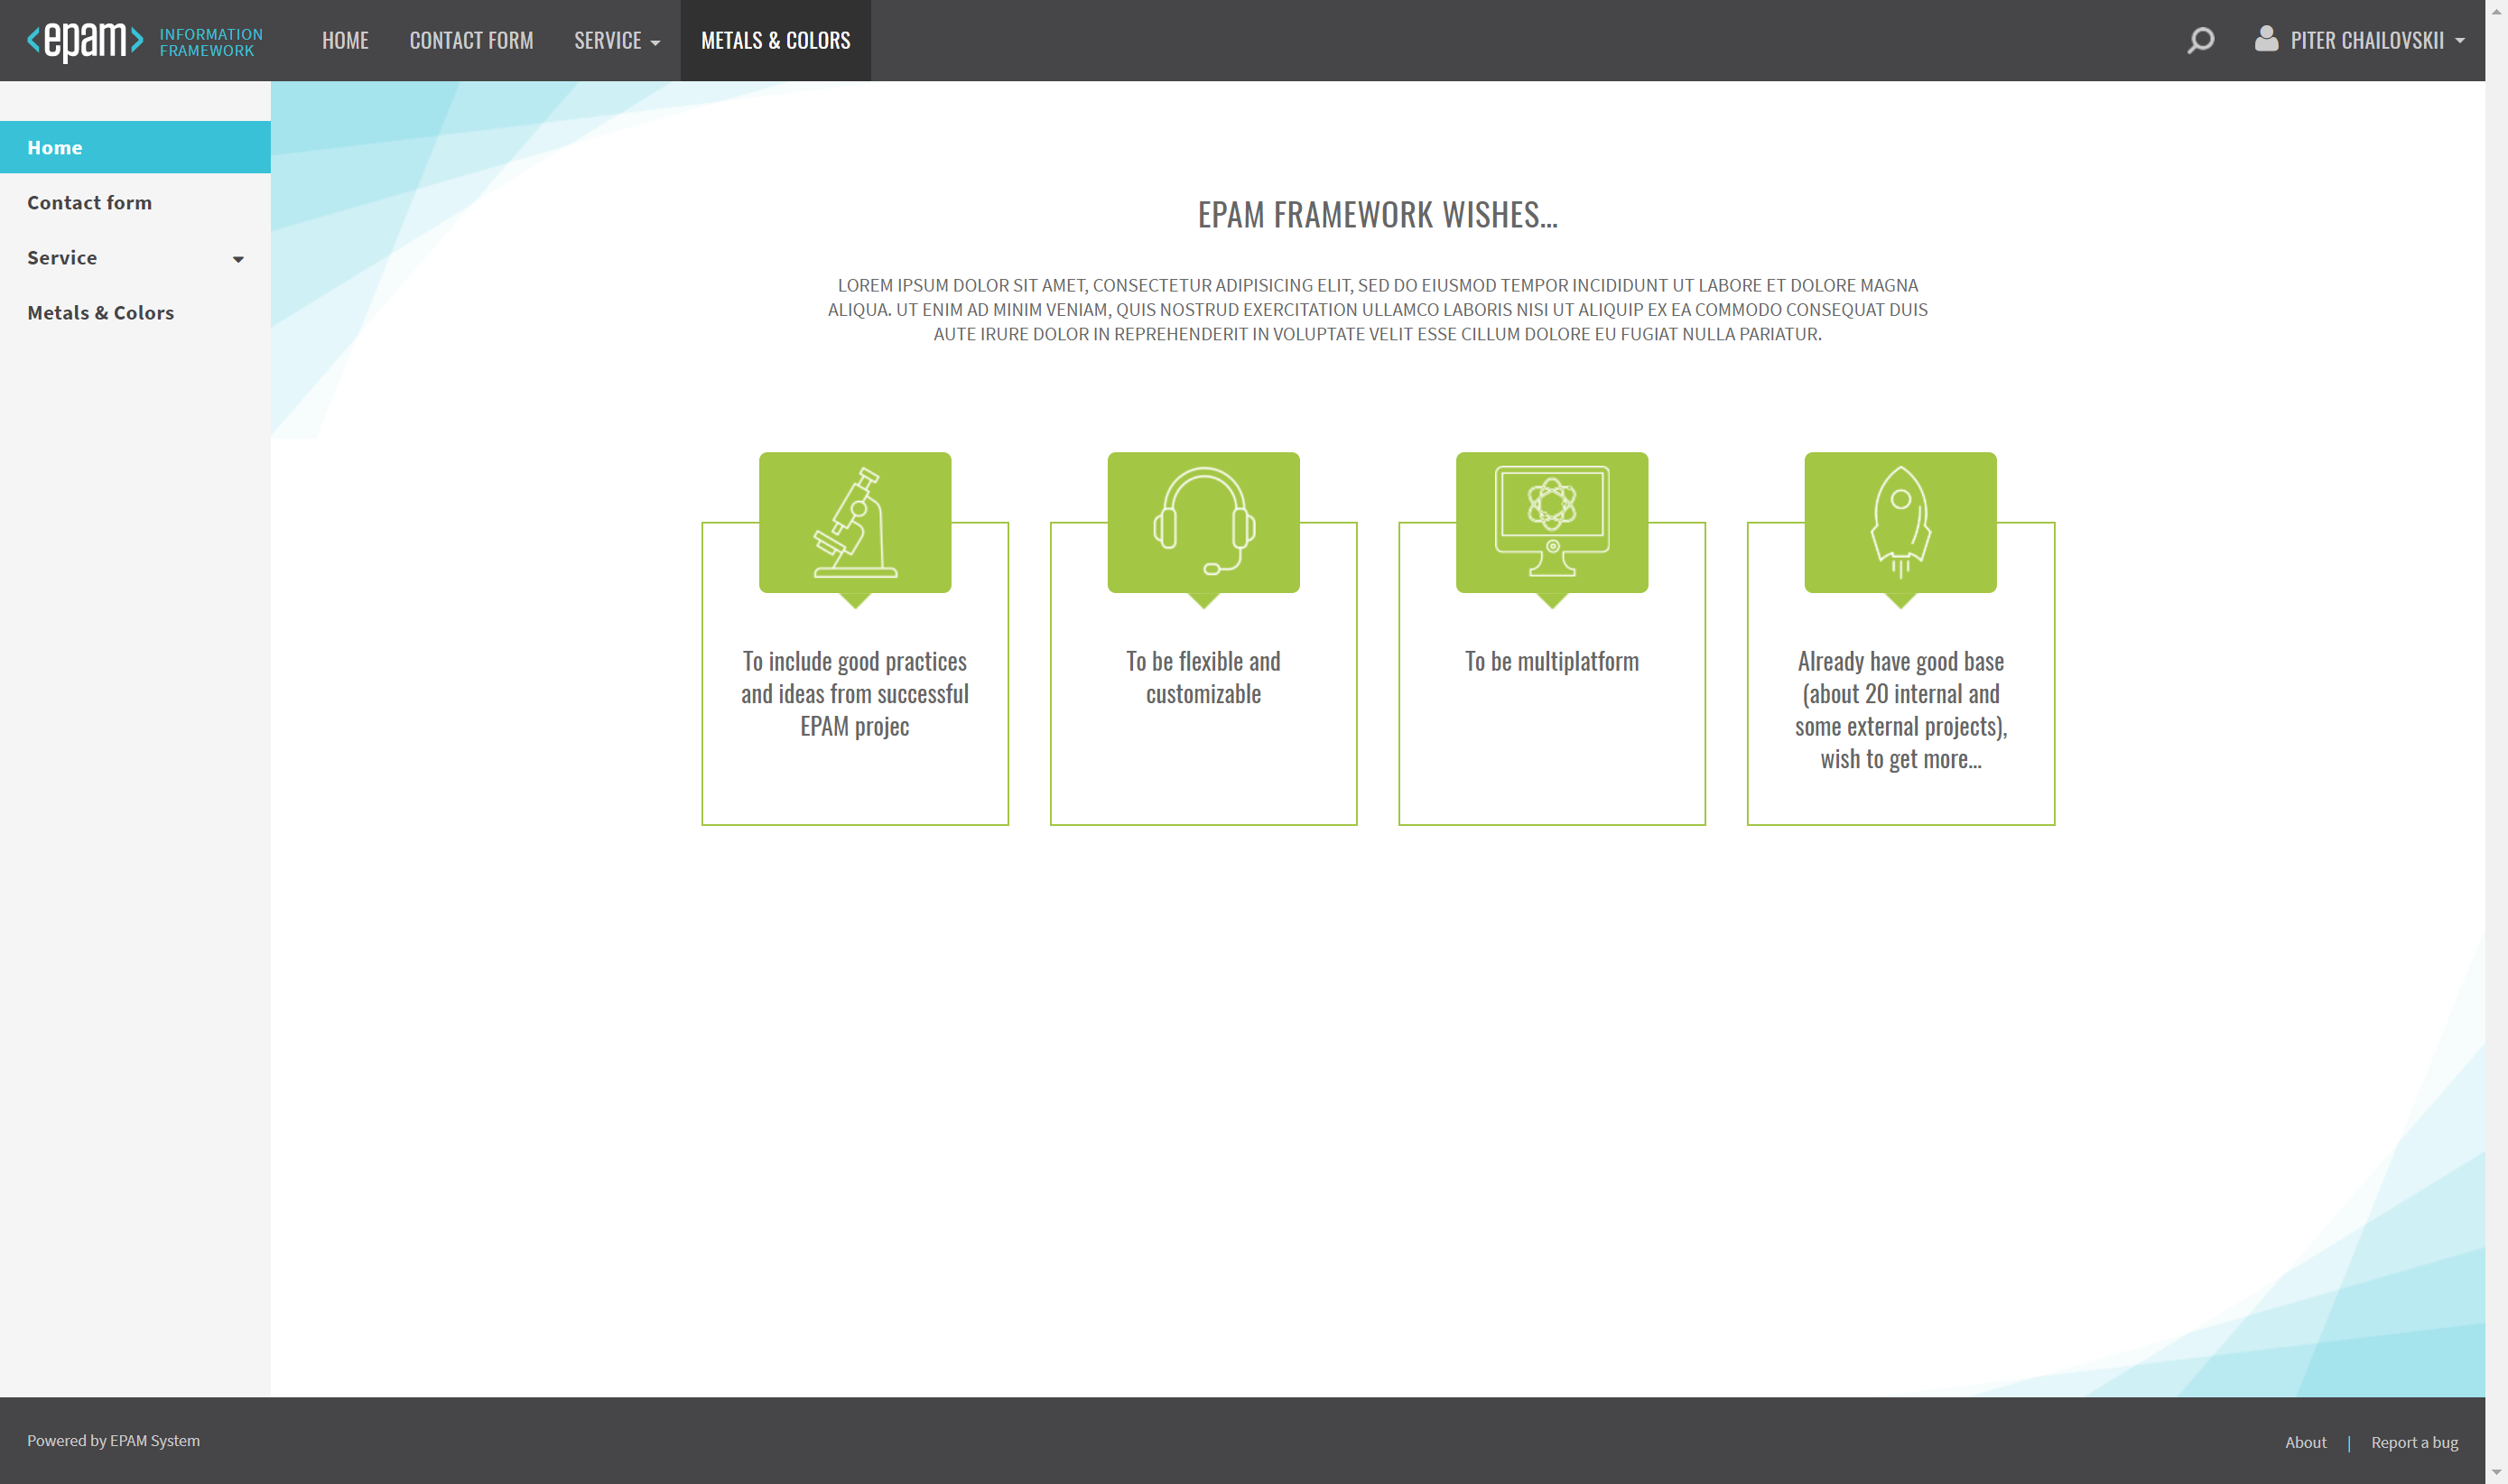 <epam> INFORMATION
FRAMEWORK
HOME CONTACT FORM SERVICE METALS & COLORS PITER CHAILOVSKII
Home
Contact form
Service
Metals & Colors
EPAM FRAMEWORK WISHES...
LOREM IPSUM DOLOR SIT AMET, CONSECTETUR ADIPISICING ELIT, SED DO EIUSMOD TEMPOR INCIDIDUNT UT LABORE ET DOLORE MAGNA
ALIQUA. UT ENIM AD MINIM VENIAM, QUIS NOSTRUD EXERCITATION ULLAMCO LABORIS NISI UT ALIQUIP EX EA COMMODO CONSEQUAT DUIS
AUTE IRURE DOLOR IN REPREHENDERIT IN VOLUPTATE VELIT ESSE CILLUM DOLORE EU FUGIAT NULLA PARIATUR.
To include good practices
and ideas from successful
EPAM projec
To be flexible and
customizable
To be multiplatform
Already have good base
(about 20 internal and
some external projects),
wish to get more...
Powered by EPAM System
About | Report a bug